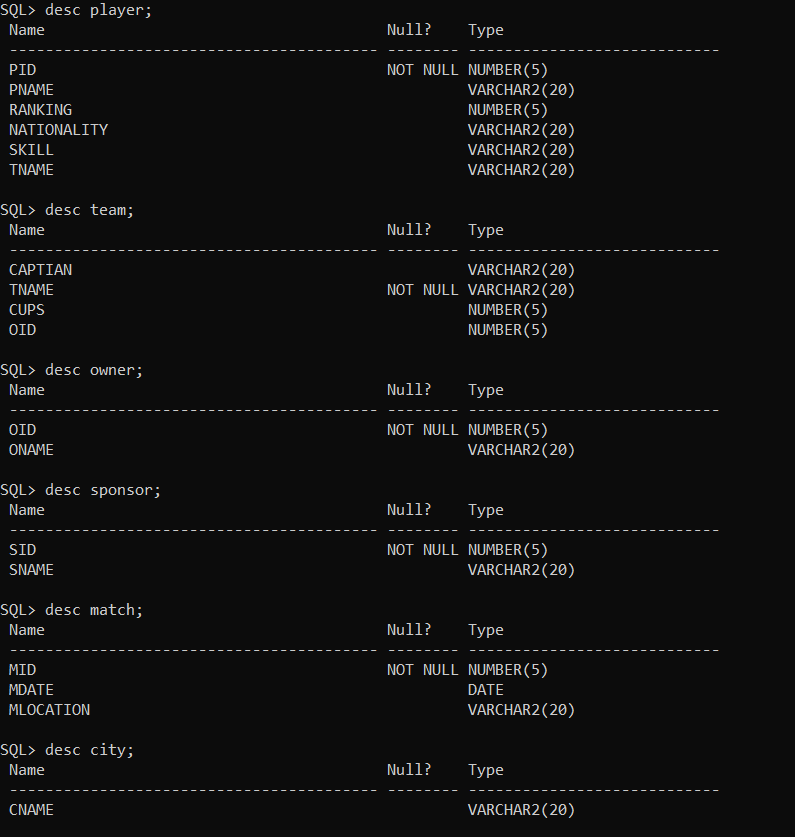 SQL> desc player;
 Name                                      Null?    Type
 ----------------------------------------- -------- ----------------------------
 PID                                       NOT NULL NUMBER(5)
 PNAME                                              VARCHAR2(20)
 RANKING                                            NUMBER(5)
 NATIONALITY                                        VARCHAR2(20)
 SKILL                                              VARCHAR2(20)
 TNAME                                              VARCHAR2(20)

SQL> desc team;
 Name                                      Null?    Type
 ----------------------------------------- -------- ----------------------------
 CAPTIAN                                            VARCHAR2(20)
 TNAME                                     NOT NULL VARCHAR2(20)
 CUPS                                               NUMBER(5)
 OID                                                NUMBER(5)

SQL> desc owner;
 Name                                      Null?    Type
 ----------------------------------------- -------- ----------------------------
 OID                                       NOT NULL NUMBER(5)
 ONAME                                              VARCHAR2(20)

SQL> desc sponsor;
 Name                                      Null?    Type
 ----------------------------------------- -------- ----------------------------
 SID                                       NOT NULL NUMBER(5)
 SNAME                                              VARCHAR2(20)

SQL> desc match;
 Name                                      Null?    Type
 ----------------------------------------- -------- ----------------------------
 MID                                       NOT NULL NUMBER(5)
 MDATE                                              DATE
 MLOCATION                                          VARCHAR2(20)

SQL> desc city;
 Name                                      Null?    Type
 ----------------------------------------- -------- ----------------------------
 CNAME                                              VARCHAR2(20)